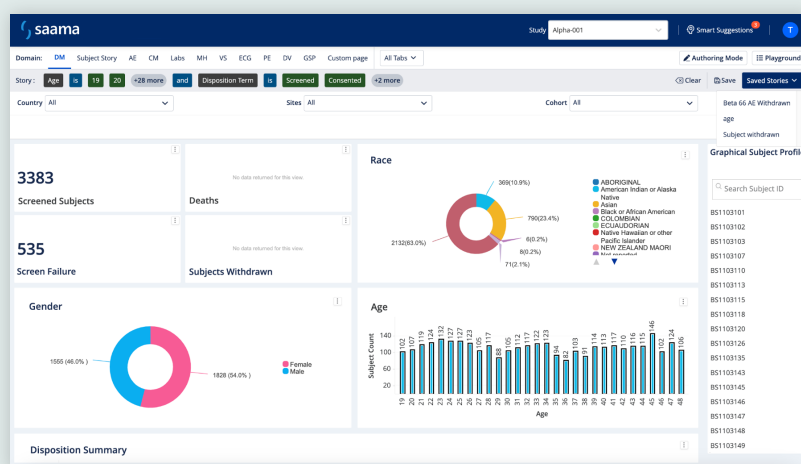 saama
Study Alpha-001 Smart Suggestions T
Domain: DM Subject Story AE CM Labs MH VS ECG PE DV GSP Custom page All Tabs Authoring Mode Playground
Story: Age is 19 20 +28 more and Disposition Term is Screened Consented +2 more Clear Save Saved Stories
Country All Sites All Cohort All
Beta 66 AE Withdrawn
age
Subject withdrawn
3383
Screened Subjects
No data returned for this view
Deaths
535
Screen Failure
No data returned for this view
Subjects Withdrawn
Race
369(10.9%)
790(23.4%)
6(0.2%)
8(0.2%)
71(2.1%)
2132(63.0%)
ABORIGINAL
American Indian or Alaska
Native
Asian
Black or African American
COLOMBIAN
ECUAUDORIAN
Native Hawaiian or other
Pacific Islander
NEW ZEALAND MAORI
Not reported
Gender
1555 (46.0% )
1828 (54.0% )
Female
Male
Age
Subject Count
140
100
60
20
102 107 119 124 132 127 127 123 105 117 88 105 112 117 122 123 94 82 103 91 114 113 117 110 116 115 146 102 124 106
19 20 21 22 23 24 25 26 27 28 29 30 31 32 33 34 35 36 37 38 39 40 41 42 43 44 45 46 47 48
Age
Disposition Summary
Graphical Subject Profil
Search Subject ID
BS1103101
BS1103102
BS1103103
BS1103107
BS1103110
BS1103113
BS1103115
BS1103118
BS1103120
BS1103126
BS1103135
BS1103143
BS1103145
BS1103146
BS1103147
BS1103148
BS1103149